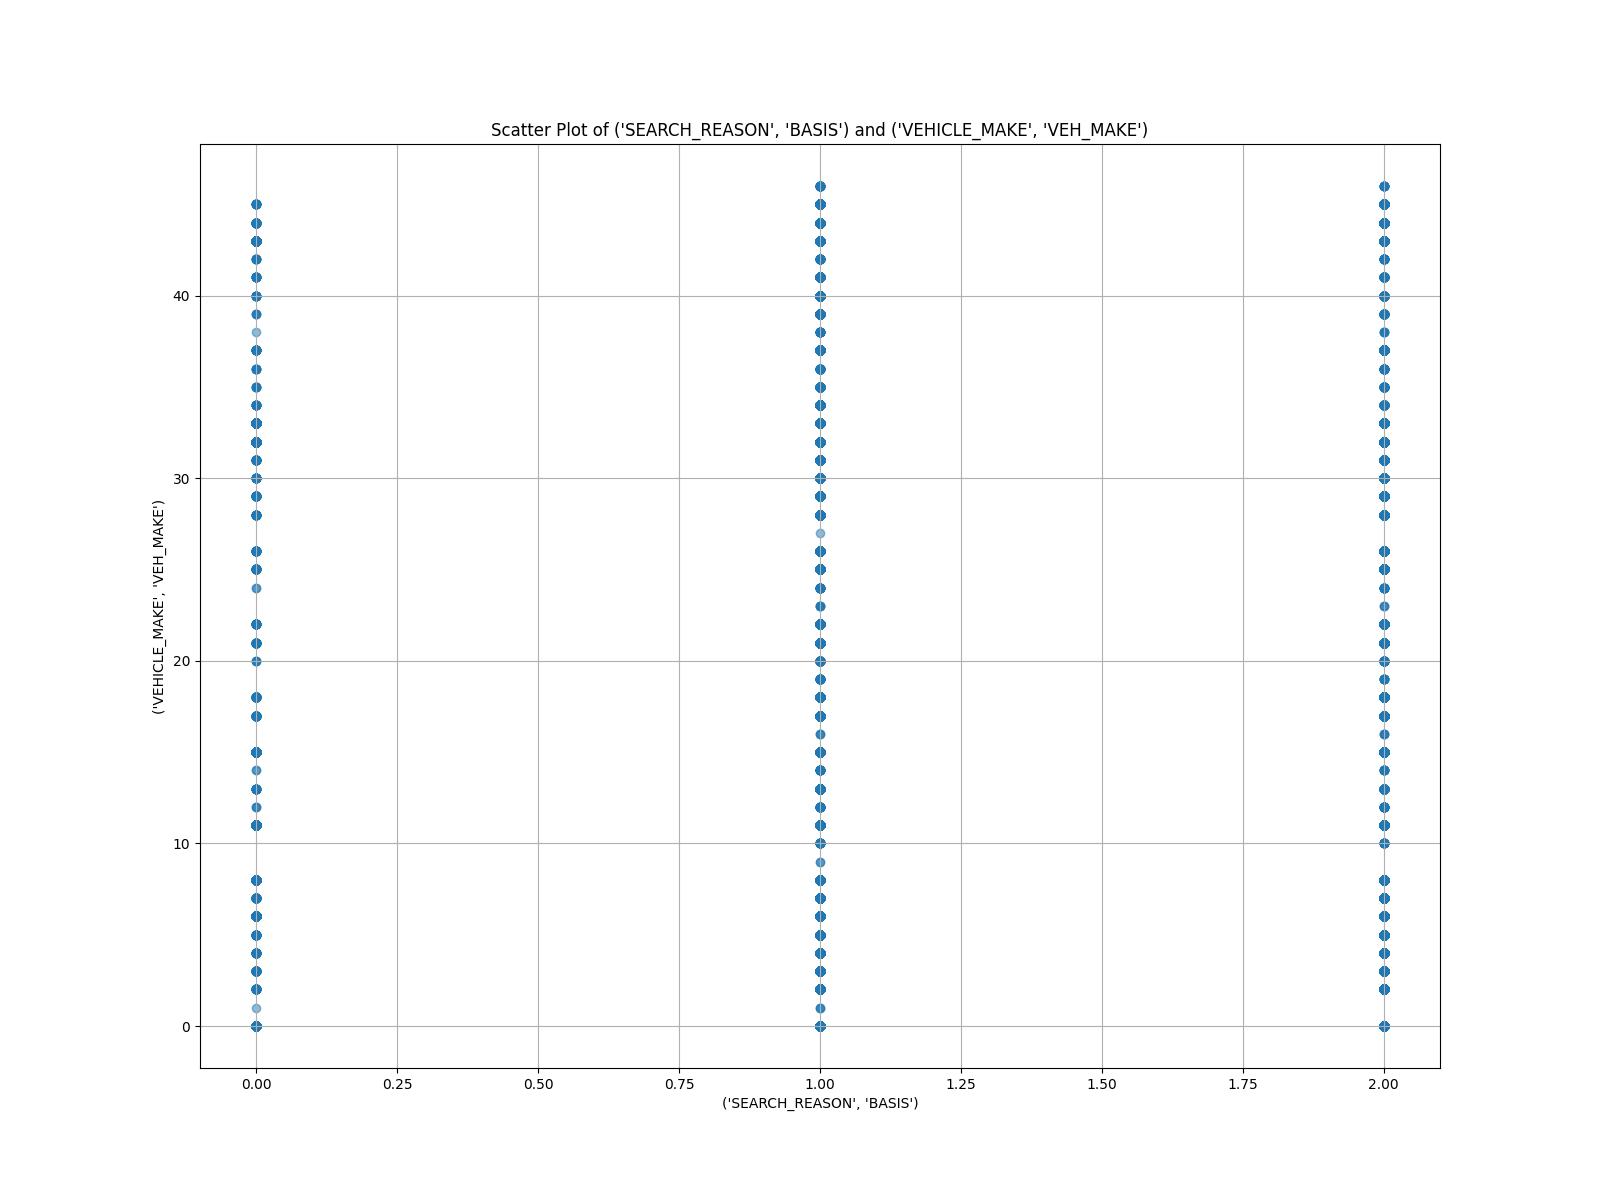 Scatter Plot of ('SEARCH_REASON', 'BASIS') and ('VEHICLE_MAKE', 'VEH_MAKE')
('VEHICLE_MAKE', 'VEH_MAKE')
40
30
20
10
0
0.00 0.25 0.50 0.75 1.00 1.25 1.50 1.75 2.00
('SEARCH_REASON', 'BASIS')